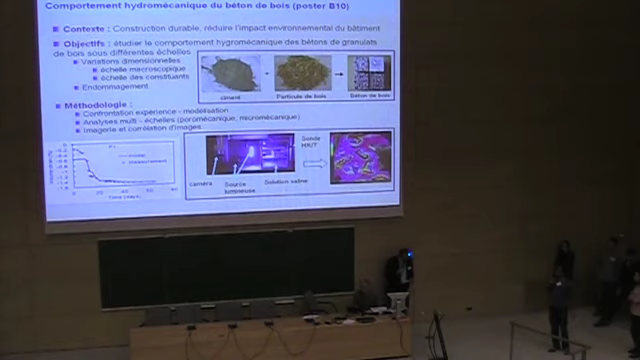 Comportement hydromécanique du béton de bois (poster B10)
Contexte : Construction durable, réduire l'impact environnemental du bâtiment
Objectifs : étudier le comportement hygromécanique des bétons de granulats
de bois sous différentes échelles
Variations dimensionnelles
échelle macroscopique
échelle des constituants
Endommagement
ciment
Particule de bois
Béton de bois
Méthodologie :
Confrontation expérience - modélisation
Analyses multi - échelles (poromécanique, micromécanique)
Imagerie et corrélation d'images
Sonde
HR/T
caméra
Source
lumineuse
Solution saline
Time (days)